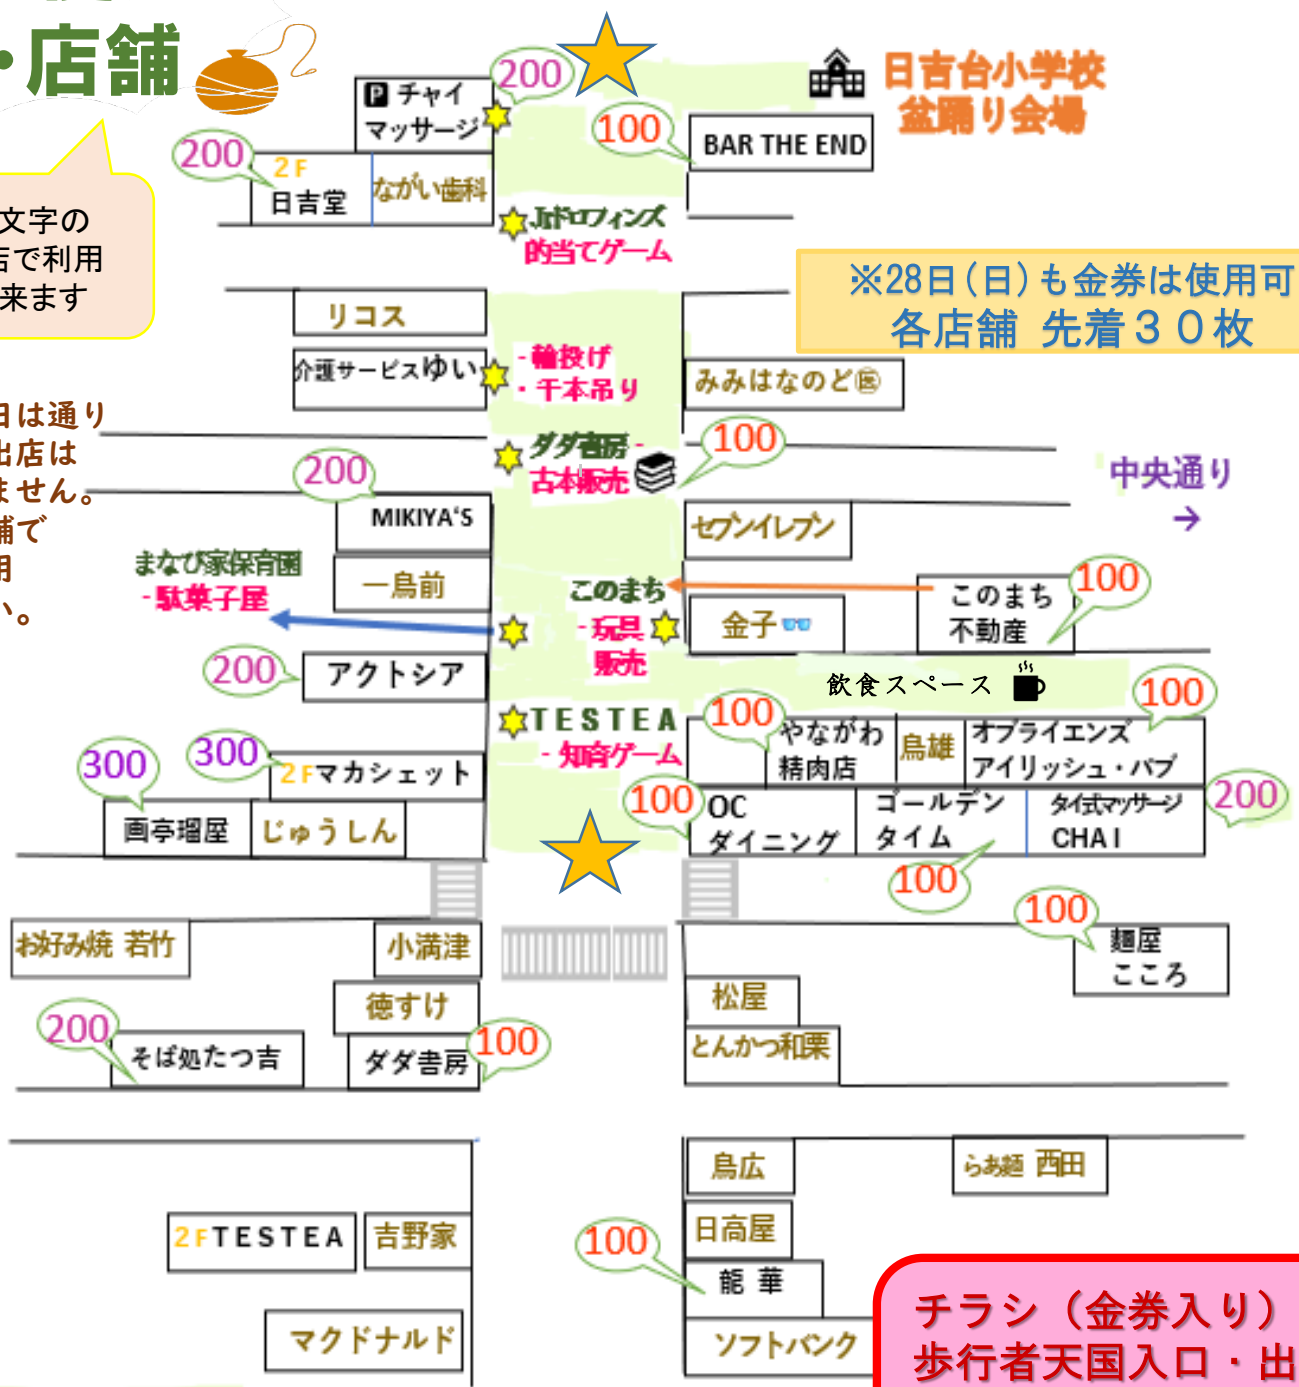 ・店舗
文字の
店で利用
来ます
日は通り
出店は
ません。
舗で
用
い。
200
P チャイ
マッサージ
200
2F
日吉堂
ながい歯科
100
BAR THE END
日吉台小学校
盆踊り会場
Jrドロフィンズ
的当てゲーム
※28日(日)も金券は使用可
各店舗 先着３０枚
リコス
介護サービスゆい
- 輪投げ
・千本吊り
みみはなのど㊩
ダダ書房 -
古本販売
100
中央通り
→
200
MIKIYA‘S
セブンイレブン
まなび家保育園
- 駄菓子屋
一鳥前
このまち
- 玩具
販売
金子
このまち
不動産
100
200
アクトシア
飲食スペース
TESTEA
- 知育ゲーム
100
やながわ
精肉店
鳥雄
オブライエンズ
アイリッシュ・パブ
100
300
300
2Fマカシェット
画亭瑠屋
じゅうしん
100
OC
ダイニング
ゴールデン
タイム
100
タイ式マッサージ
CHAI
200
お好み焼 若竹
小満津
徳すけ
200
そば処たつ吉
ダダ書房
100
松屋
とんかつ和栗
100
麺屋
こころ
2FTESTEA
吉野家
マクドナルド
鳥広
らあ麺 西田
日高屋
100
龍 華
ソフトバンク
チラシ（金券入り）
歩行者天国入口・出